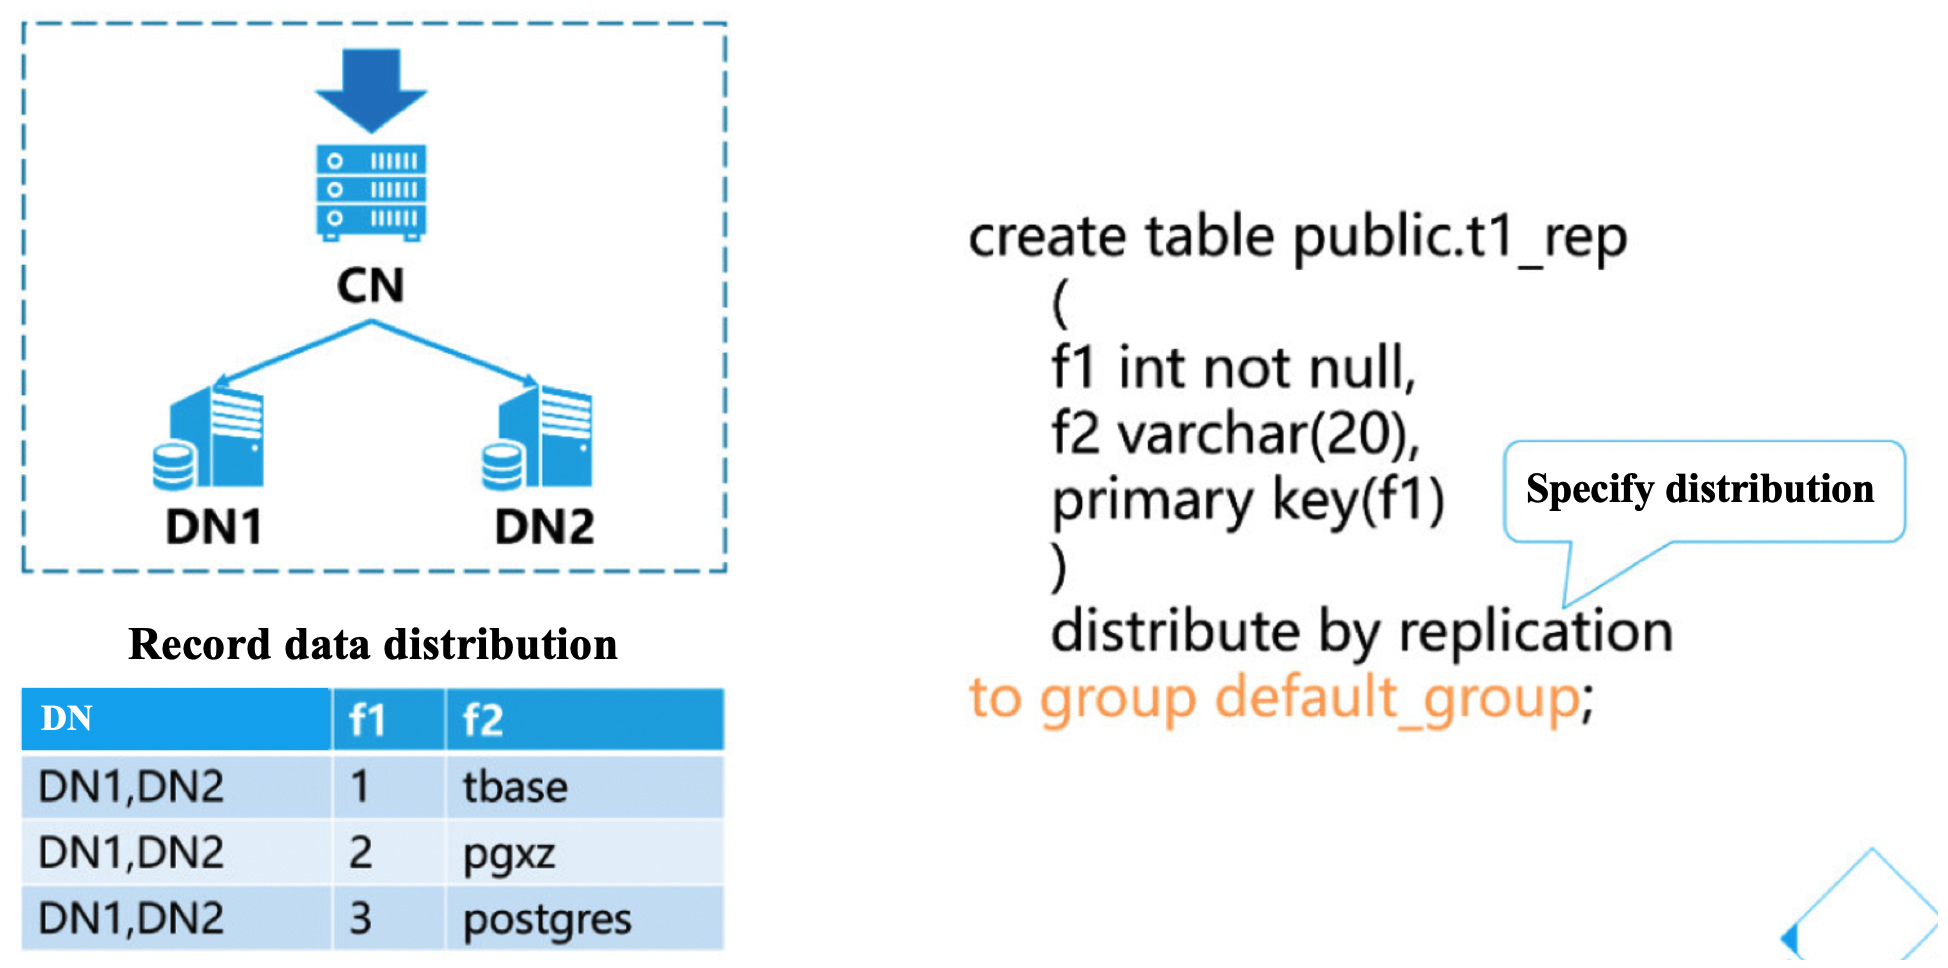 CN
DN1 DN2
Record data distribution
DN f1 f2
DN1,DN2 1 tbase
DN1,DN2 2 pgxz
DN1,DN2 3 postgres
create table public.t1_rep
(
f1 int not null,
f2 varchar(20),
primary key(f1)
)
distribute by replication
to group default_group;
Specify distribution